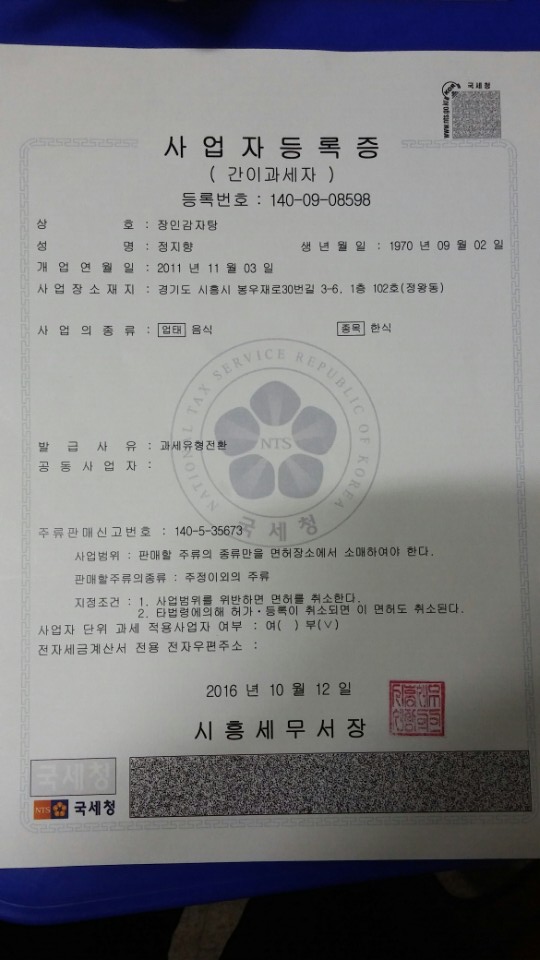 국세청
사업자등록증
( 간이과세자 )
등록번호 : 140-09-08598
상 호 : 장인감자탕
성 명 : 정지향 생년월일 : 1970 년 09 월 02 일
개업연월일 : 2011 년 11 월 03 일
사업장소재지 : 경기도 시흥시 봉우재로30번길 3-6, 1층 102호(정왕동)
사업의종류 : 업태 음식 종목 한식
NATIONAL TAX SERVICE REPUBLIC OF KOREA
NTS
국세청
발급사유 : 과세유형전환
공동사업자 :
주류판매신고번호 : 140-5-35673
사업범위 : 판매할 주류의 종류만을 면허장소에서 소매하여야 한다.
판매할주류의종류 : 주정이외의 주류
지정조건 : 1. 사업범위를 위반하면 면허를 취소한다.
2. 타법령에의해 허가·등록이 취소되면 이 면허도 취소된다.
사업자 단위 과세 적용사업자 여부 : 여( ) 부(∨)
전자세금계산서 전용 전자우편주소 :
2016 년 10 월 12 일
시흥세무서장
국세청
NTS 국세청